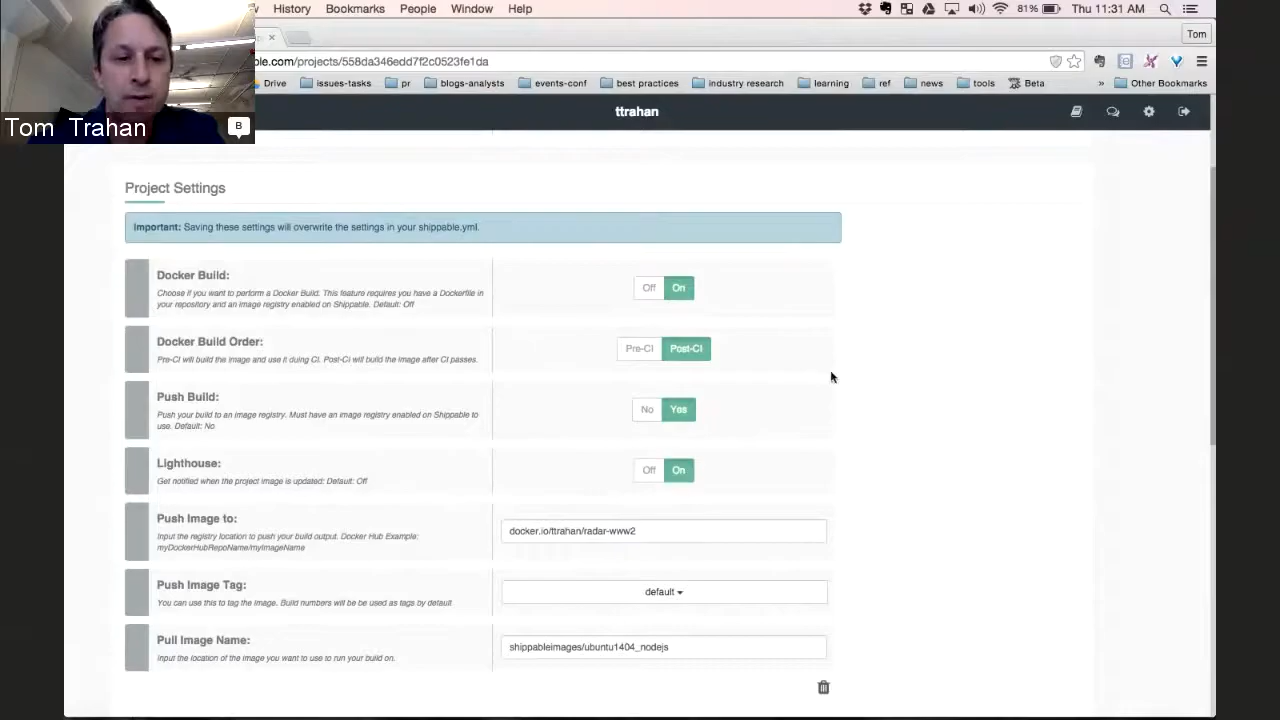 History Bookmarks People Window Help
81% Thu 11:31 AM
Tom
ple.com/projects/558da346edd7f2c0523fe1da
Drive issues-tasks pr blogs-analytics events-conf best practices industry research learning ref news tools Beta » Other Bookmarks
ttrahan
Tom Trahan
B
Project Settings
Important: Saving these settings will overwrite the settings in your shippable.yml.
Docker Build:
Choose if you want to perform a Docker Build. This feature requires you have a Dockerfile in
your repository and an image registry enabled on Shippable. Default: Off
Off On
Docker Build Order:
Pre-CI will build the image and use it duing CI. Post-CI will build the image after CI passes.
Pre-CI Post-CI
Push Build:
Push your build to an image registry. Must have an image registry enabled on Shippable to
use. Default: No
No Yes
Lighthouse:
Get notified when the project image is updated: Default: Off
Off On
Push Image to:
Input the registry location to push your build output. Docker Hub Example:
myDockerHubRepoName/myImageName
docker.io/ttrahan/radar-www2
Push Image Tag:
You can use this to tag the image. Build numbers will be be used as tags by default
default
Pull Image Name:
Input the location of the image you want to use to run your build on.
shippableimages/ubuntu1404_nodejs